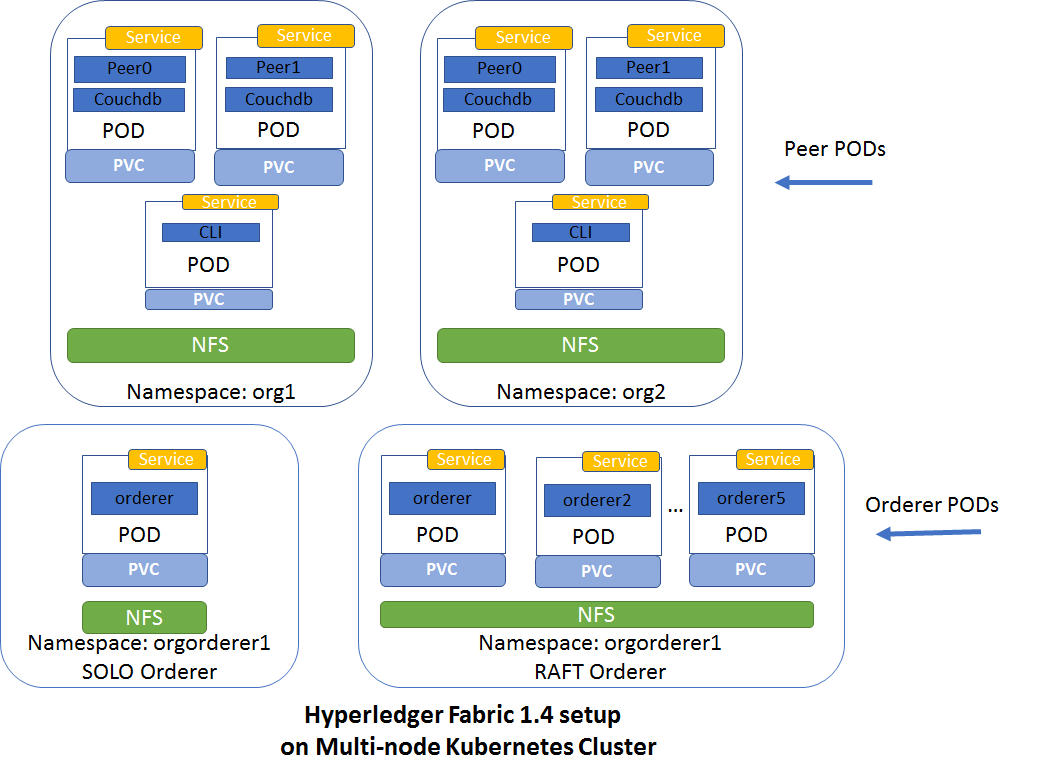 Service
Service
Peer0
Peer1
Couchdb
Couchdb
POD
POD
PVC
PVC
Service
CLI
POD
PVC
NFS
Namespace: org1
Service
Service
Peer0
Peer1
Couchdb
Couchdb
POD
POD
PVC
PVC
Service
CLI
POD
PVC
NFS
Namespace: org2
Peer PODs
Service
orderer
POD
PVC
NFS
Namespace: orgorderer1
SOLO Orderer
Service
orderer
POD
PVC
Service
orderer2
POD
PVC
...
Service
orderer5
POD
PVC
NFS
Namespace: orgorderer1
RAFT Orderer
Orderer PODs
Hyperledger Fabric 1.4 setup
on Multi-node Kubernetes Cluster